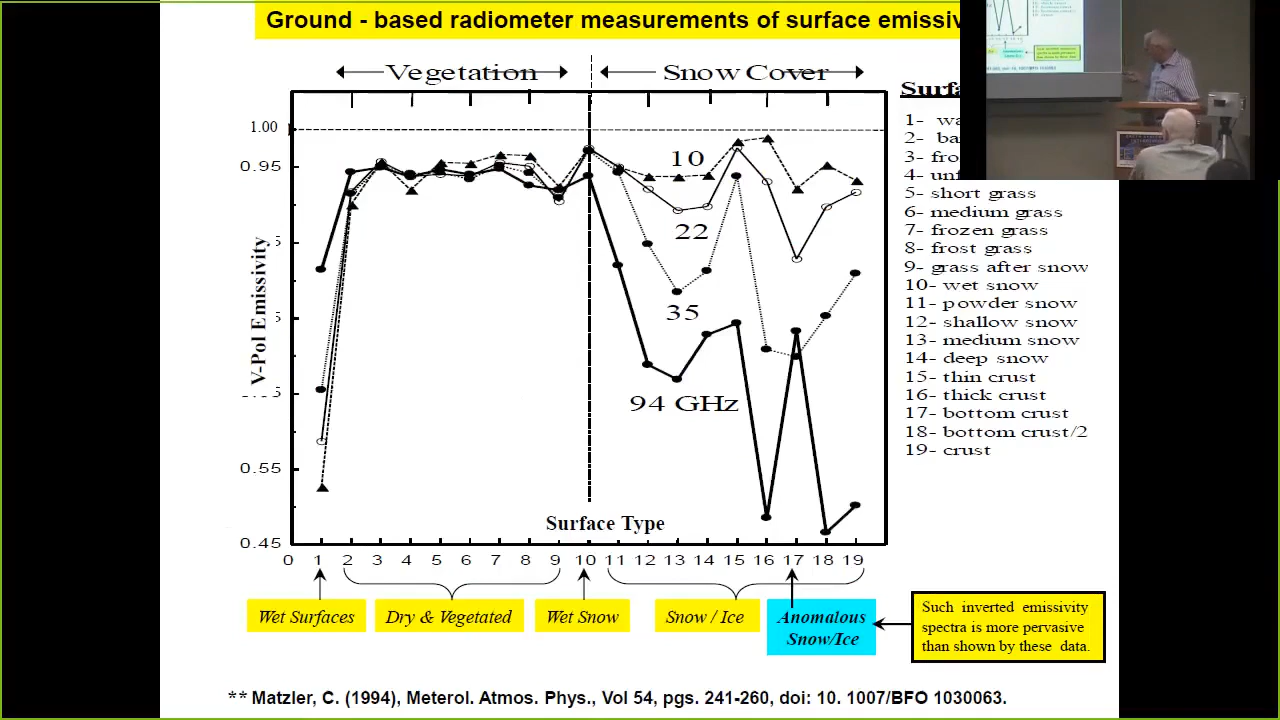 Ground - based radiometer measurements of surface
Vegetation
Snow Cover
1.00
0.95
0.55
0.45
V-Pol Emissivity
10
22
35
94 GHz
Surface Type
0 1 2 3 4 5 6 7 8 9 10 11 12 13 14 15 16 17 18 19
1-
2-
3-
4-
5- short grass
6- medium grass
7- frozen grass
8- frost grass
9- grass after snow
10- wet snow
11- powder snow
12- shallow snow
13- medium snow
14- deep snow
15- thin crust
16- thick crust
17- bottom crust
18- bottom crust/2
19- crust
Wet Surfaces
Dry & Vegetated
Wet Snow
Snow / Ice
Anomalous
Snow/Ice
Such inverted emissivity
spectra is more pervasive
than shown by these data.
** Matzler, C. (1994), Meterol. Atmos. Phys., Vol 54, pgs. 241-260, doi: 10. 1007/BFO 1030063.